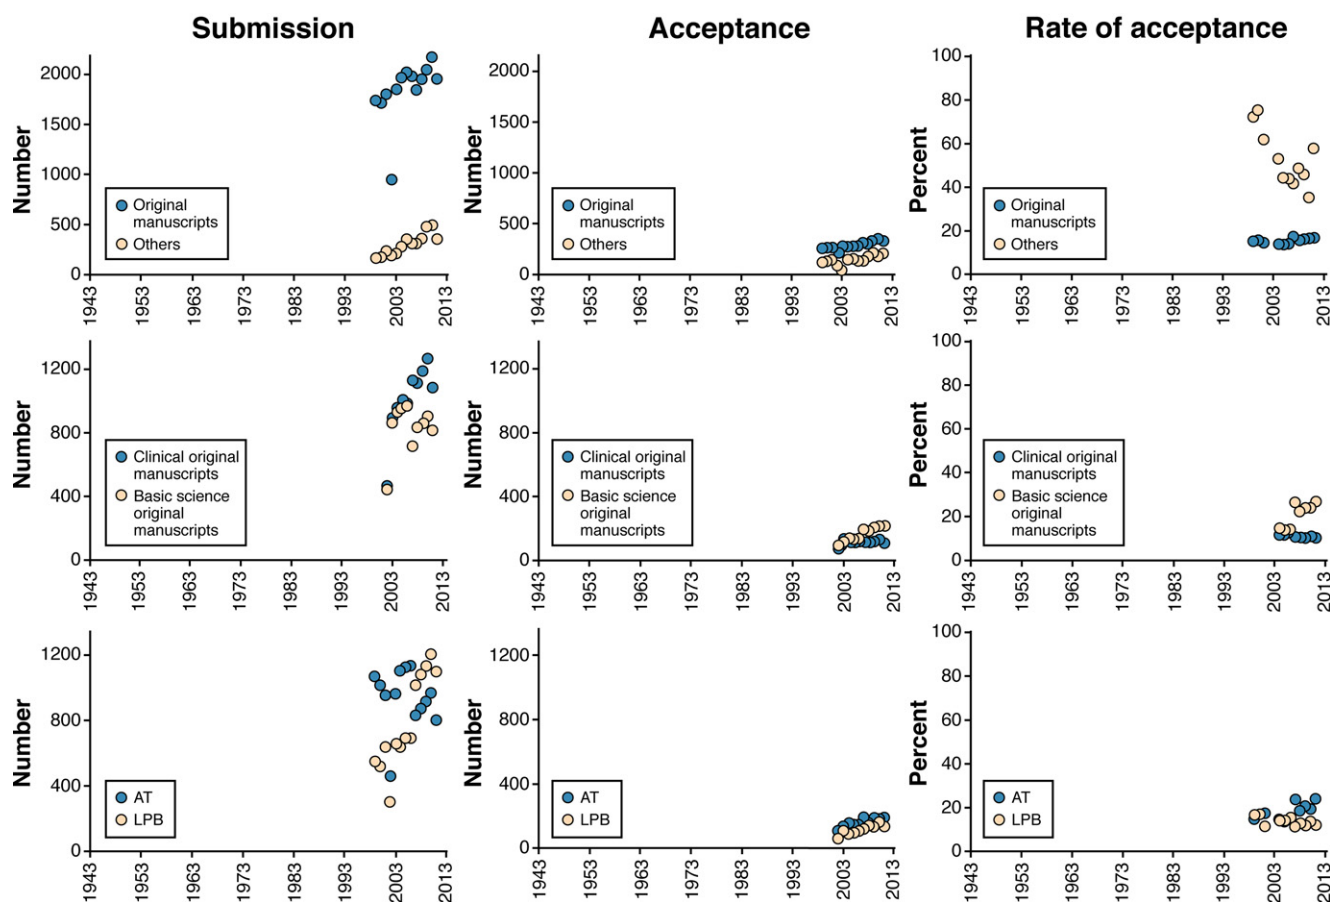 Submission
Acceptance
Rate of acceptance
Number
2000
1500
1000
500
0
Original
manuscripts
Others
1943
1953
1963
1973
1983
1993
2003
2013
Number
2000
1500
1000
500
0
Original
manuscripts
Others
1943
1953
1963
1973
1983
1993
2003
2013
Percent
100
80
60
40
20
0
Original
manuscripts
Others
1943
1953
1963
1973
1983
1993
2003
2013
Number
1200
800
400
0
Clinical original
manuscripts
Basic science
original
manuscripts
1943
1953
1963
1973
1983
1993
2003
2013
Number
1200
800
400
0
Clinical original
manuscripts
Basic science
original
manuscripts
1943
1953
1963
1973
1983
1993
2003
2013
Percent
100
80
60
40
20
0
Clinical original
manuscripts
Basic science
original
manuscripts
1943
1953
1963
1973
1983
1993
2003
2013
Number
1200
800
400
0
AT
LPB
1943
1953
1963
1973
1983
1993
2003
2013
Number
1200
800
400
0
AT
LPB
1943
1953
1963
1973
1983
1993
2003
2013
Percent
100
80
60
40
20
0
AT
LPB
1943
1953
1963
1973
1983
1993
2003
2013